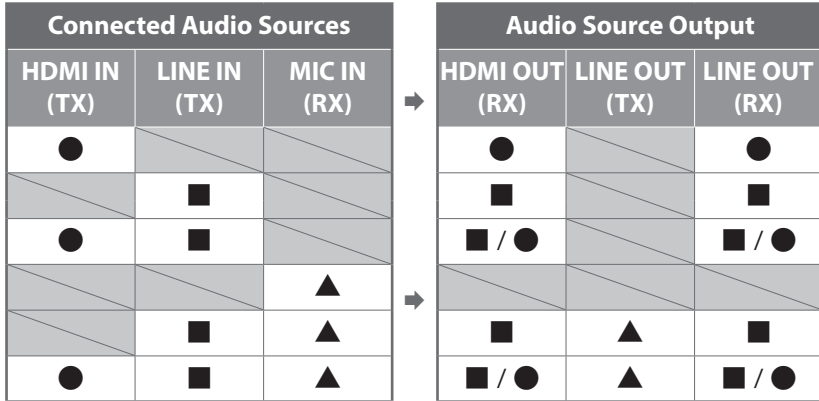 Connected Audio Sources
Audio Source Output
HDMI IN (TX)
LINE IN (TX)
MIC IN (RX)
➡
HDMI OUT (RX)
LINE OUT (TX)
LINE OUT (RX)
● ● ●
■ ■ ■
● ■ ■ / ● ■ / ●
▲
➡
■ ▲ ■ ▲ ■
● ■ ▲ ■ / ● ▲ ■ / ●